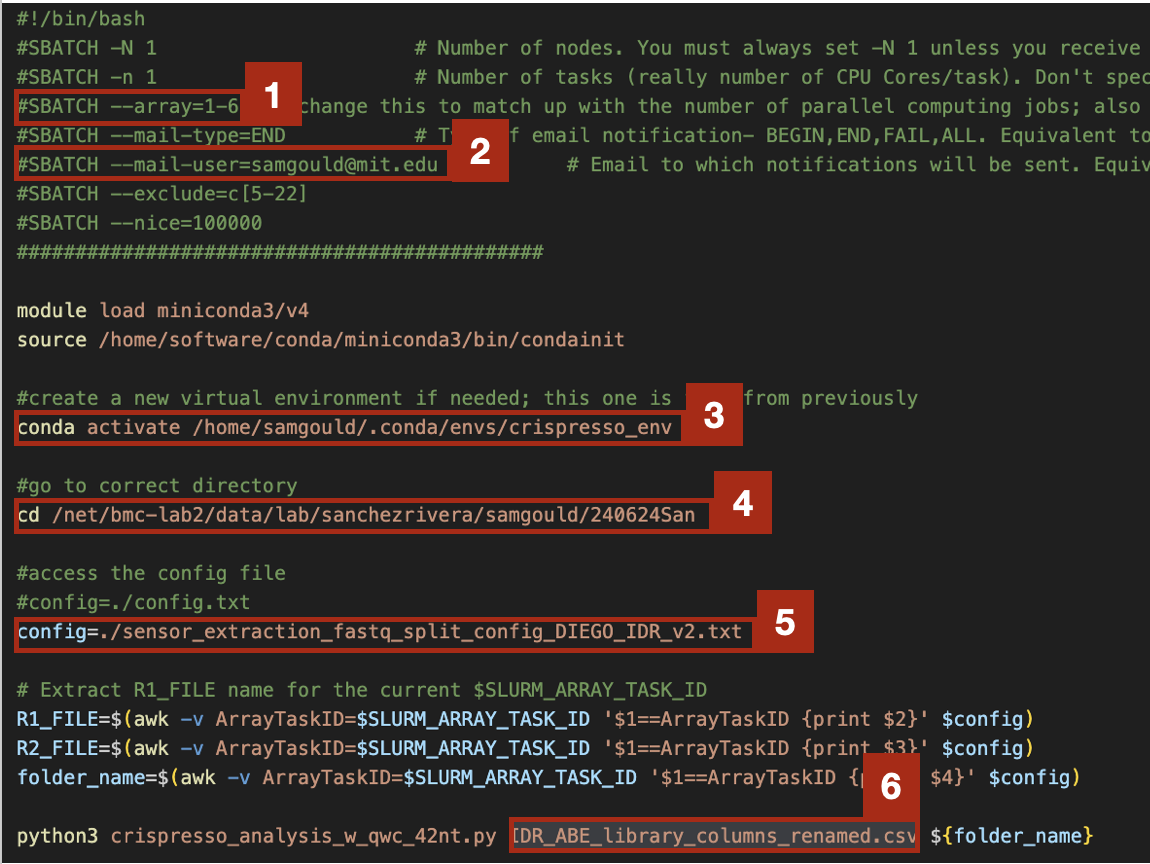 #!/bin/bash
#SBATCH -N 1 # Number of nodes. You must always set -N 1 unless you receive
#SBATCH -n 1 # Number of tasks (really number of CPU Cores/task). Don't spec
#SBATCH --array=1-6 1 change this to match up with the number of parallel computing jobs; also
#SBATCH --mail-type=END # of email notification- BEGIN,END,FAIL,ALL. Equivalent to
#SBATCH --mail-user=samgould@mit.edu 2 # Email to which notifications will be sent. Equiv
#SBATCH --exclude=c[5-22]
#SBATCH --nice=100000
#############################################
module load miniconda3/v4
source /home/software/conda/miniconda3/bin/condainit
#create a new virtual environment if needed; this one is from previously
conda activate /home/samgould/.conda/envs/crispresso_env 3
#go to correct directory
cd /net/bmc-lab2/data/lab/sanchezrivera/samgould/240624San 4
#access the config file
#config=./config.txt
config=./sensor_extraction_fastq_split_config_DIEGO_IDR_v2.txt 5
# Extract R1_FILE name for the current $SLURM_ARRAY_TASK_ID
R1_FILE=$(awk -v ArrayTaskID=$SLURM_ARRAY_TASK_ID '$1==ArrayTaskID {print $2}' $config)
R2_FILE=$(awk -v ArrayTaskID=$SLURM_ARRAY_TASK_ID '$1==ArrayTaskID {print $3}' $config)
folder_name=$(awk -v ArrayTaskID=$SLURM_ARRAY_TASK_ID '$1==ArrayTaskID { $4}' $config)
6
python3 crispresso_analysis_w_qwc_42nt.py IDR_ABE_library_columns_renamed.csv ${folder_name}